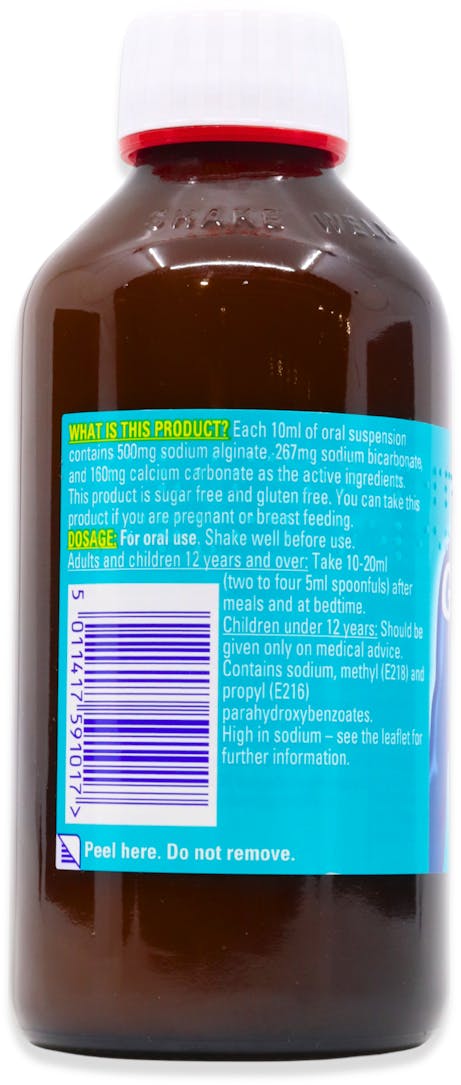 SHAKE WELL
WHAT IS THIS PRODUCT? Each 10ml of oral suspension
contains 500mg sodium alginate, 267mg sodium bicarbonate,
and 160mg calcium carbonate as the active ingredients.
This product is sugar free and gluten free. You can take this
product if you are pregnant or breast feeding.
DOSAGE: For oral use. Shake well before use.
Adults and children 12 years and over: Take 10-20ml
(two to four 5ml spoonfuls) after
meals and at bedtime.
Children under 12 years: Should be
given only on medical advice.
Contains sodium, methyl (E218) and
propyl (E216)
parahydroxybenzoates.
High in sodium – see the leaflet for
further information.
5 011417 591017 >
Peel here. Do not remove.
G